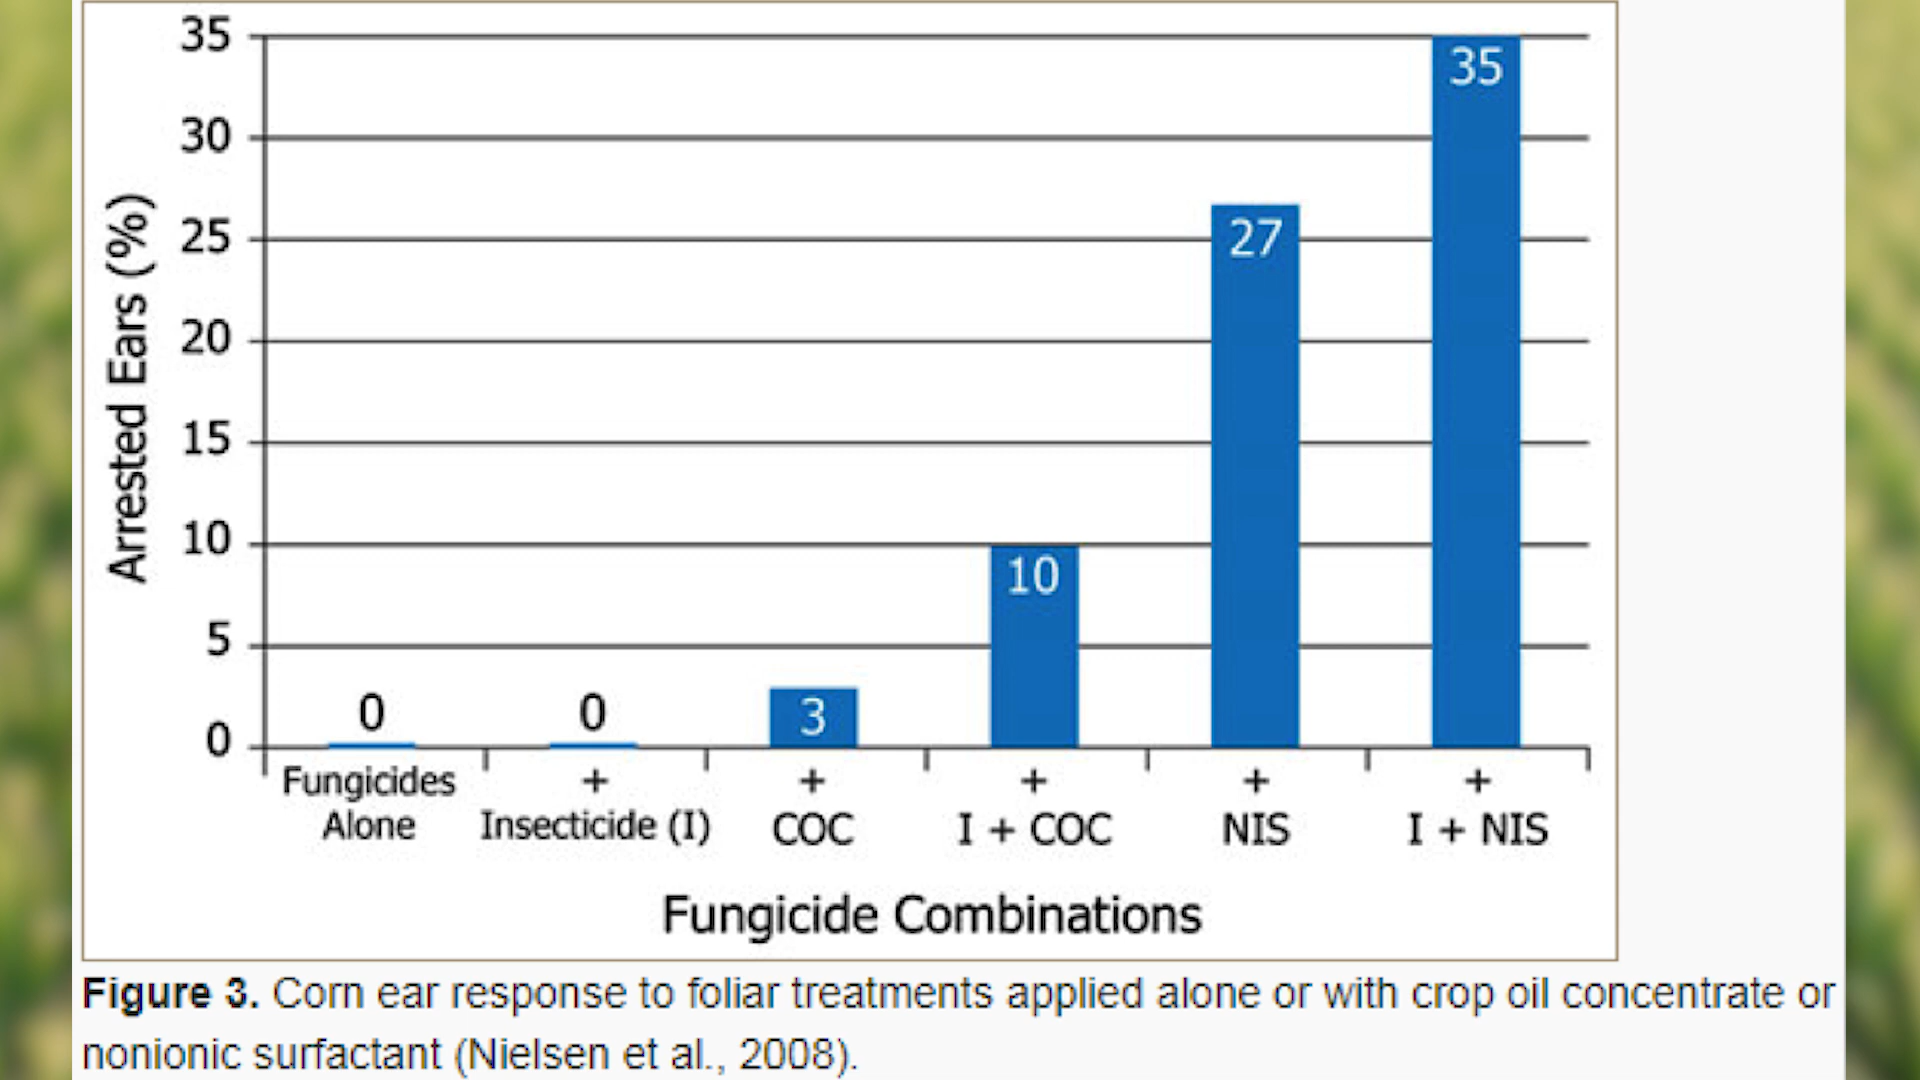 35
30
25
20
15
10
5
0
Arrested Ears (%)
0
0
3
10
27
35
Fungicides
Alone
+
Insecticide (I)
+
COC
+
I + COC
+
NIS
+
I + NIS
Fungicide Combinations
Figure 3. Corn ear response to foliar treatments applied alone or with crop oil concentrate or
nonionic surfactant (Nielsen et al., 2008).